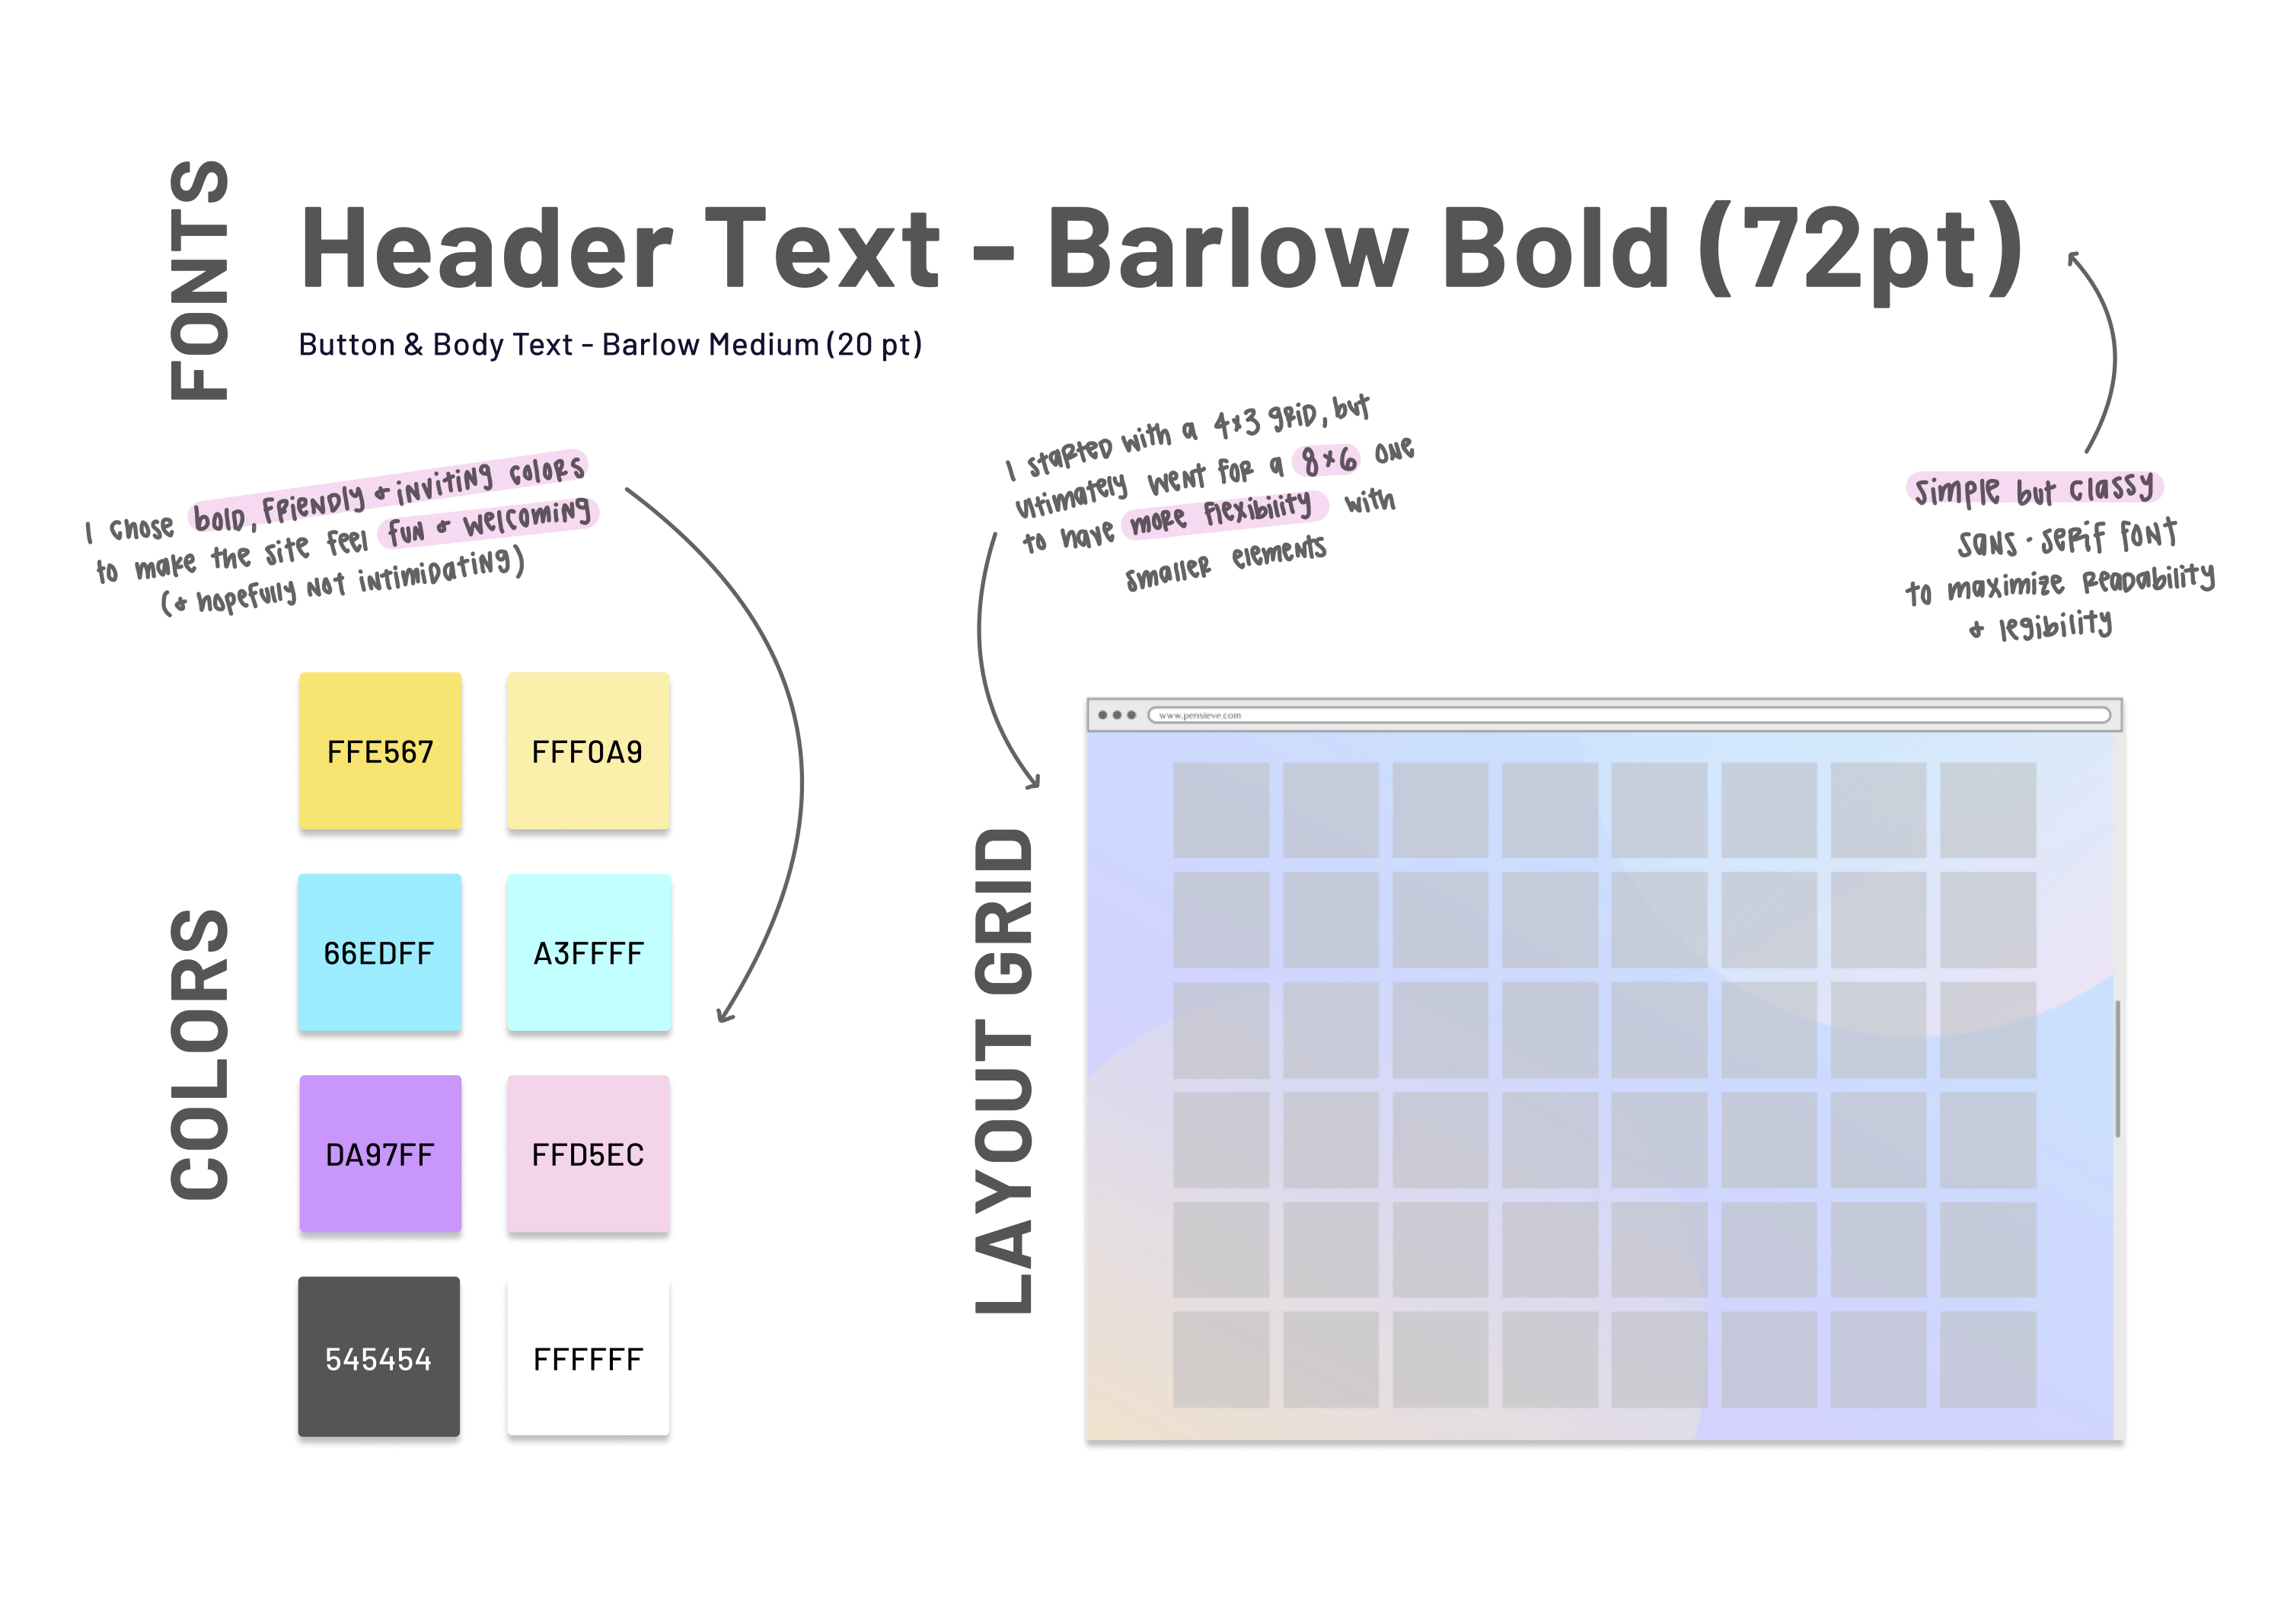 FONTS
Header Text - Barlow Bold (72pt)
Button & Body Text - Barlow Medium (20 pt)
I chose bold, friendly & inviting colors
to make the site feel fun & welcoming
(& hopefully not intimidating)
I started with a 4x3 grid, but
ultimately went for a 8x6 one
to have more flexibility with
smaller elements
simple but classy
sans-serif font
to maximize readability
& legibility
COLORS
FFE567
FFF0A9
66EDFF
A3FFFF
DA97FF
FFD5EC
545454
FFFFFF
LAYOUT GRID
www.pensieve.com